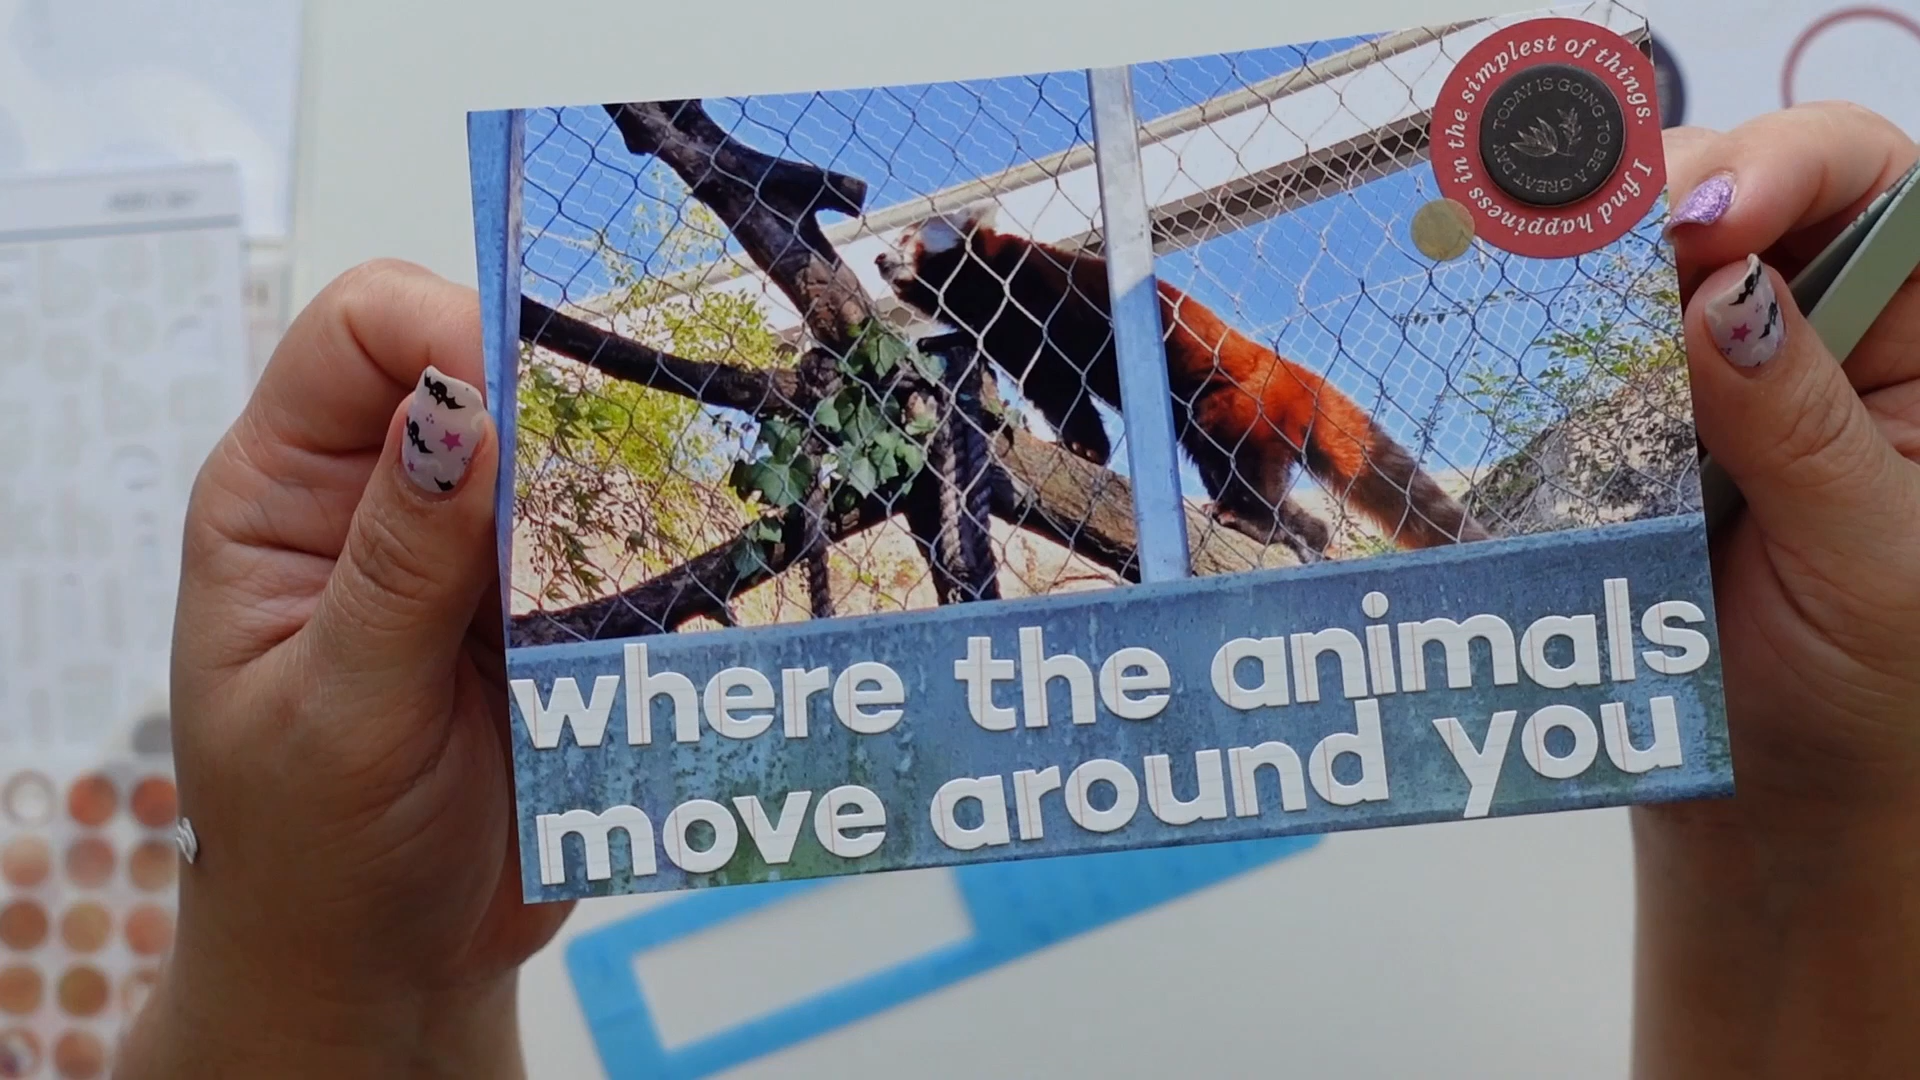 I find happiness in the simplest of things.
TODAY IS GOING TO BE A GREAT DAY
where the animals
move around you